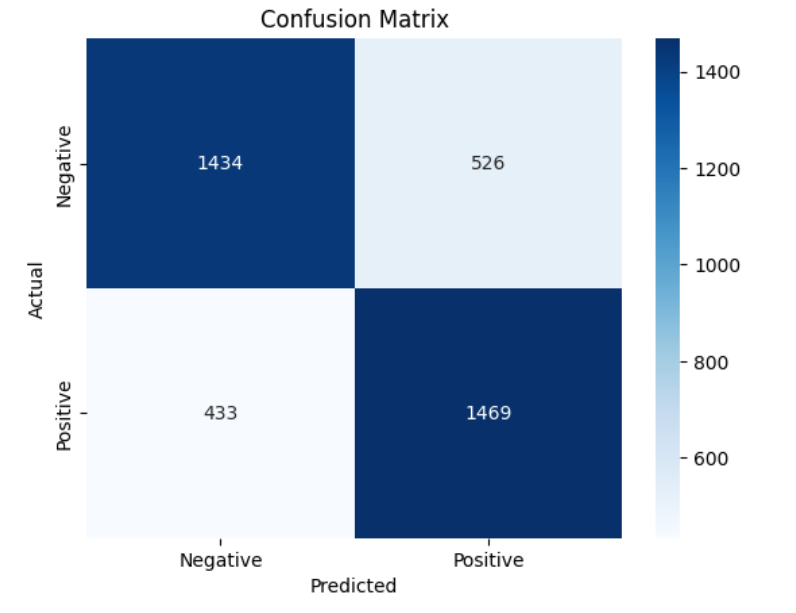 Confusion Matrix
Negative
Positive
Actual
1434
526
433
1469
Negative
Positive
Predicted
1400
1200
1000
800
600